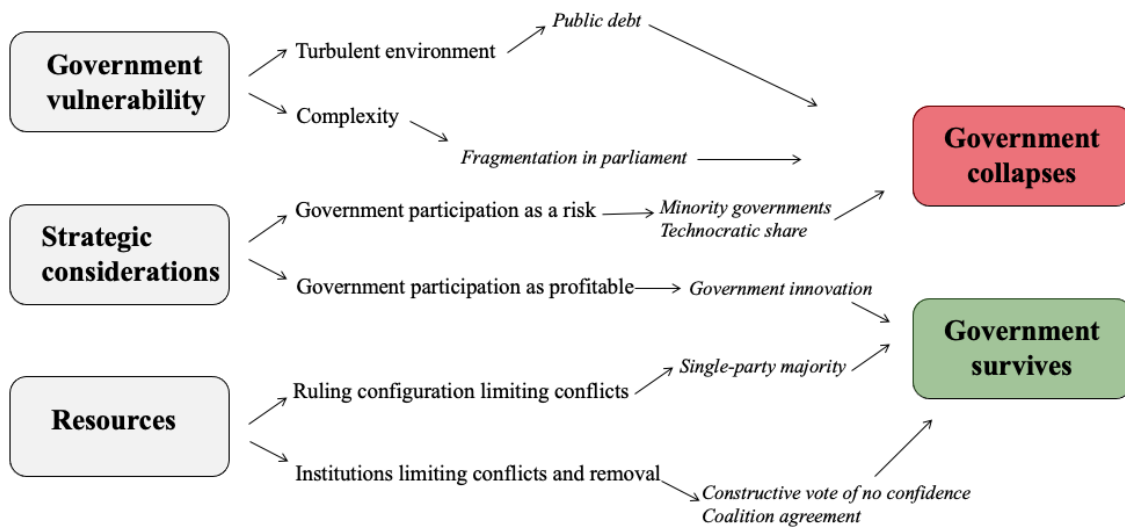 Public debt
Government
vulnerability
Turbulent environment
Complexity
Fragmentation in parliament
Government
collapses
Strategic
considerations
Government participation as a risk
Minority governments
Technocratic share
Government participation as profitable
Government innovation
Government
survives
Resources
Ruling configuration limiting conflicts
Single-party majority
Institutions limiting conflicts and removal
Constructive vote of no confidence
Coalition agreement